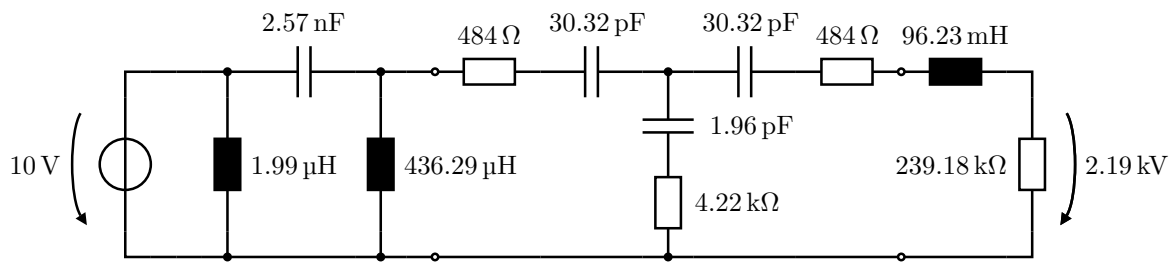 2.57 nF
484 Ω
30.32 pF
30.32 pF
484 Ω
96.23 mH
10 V
1.99 µH
436.29 µH
1.96 pF
4.22 kΩ
239.18 kΩ
2.19 kV